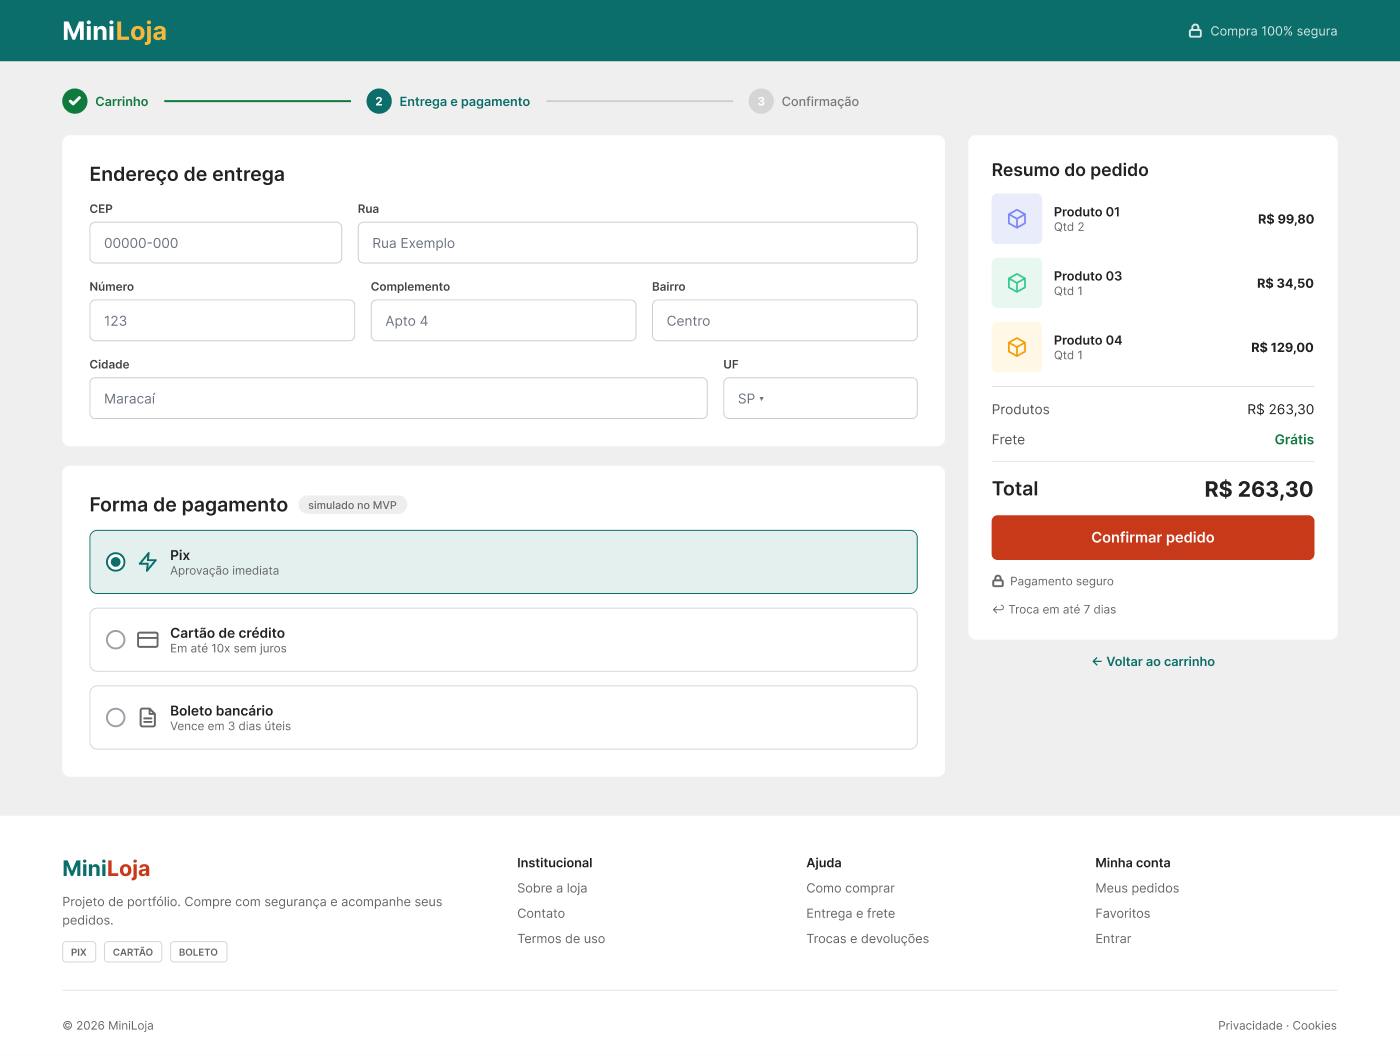 MiniLoja
Compra 100% segura
Carrinho
2 Entrega e pagamento
3 Confirmação
Endereço de entrega
CEP
00000-000
Rua
Rua Exemplo
Número
123
Complemento
Apto 4
Bairro
Centro
Cidade
Maracaí
UF
SP ▾
Forma de pagamento simulado no MVP
Pix
Aprovação imediata
Cartão de crédito
Em até 10x sem juros
Boleto bancário
Vence em 3 dias úteis
Resumo do pedido
Produto 01
Qtd 2
R$ 99,80
Produto 03
Qtd 1
R$ 34,50
Produto 04
Qtd 1
R$ 129,00
Produtos R$ 263,30
Frete Grátis
Total R$ 263,30
Confirmar pedido
Pagamento seguro
↩ Troca em até 7 dias
← Voltar ao carrinho
MiniLoja
Projeto de portfólio. Compre com segurança e acompanhe seus
pedidos.
PIX CARTÃO BOLETO
Institucional
Sobre a loja
Contato
Termos de uso
Ajuda
Como comprar
Entrega e frete
Trocas e devoluções
Minha conta
Meus pedidos
Favoritos
Entrar
© 2026 MiniLoja
Privacidade · Cookies